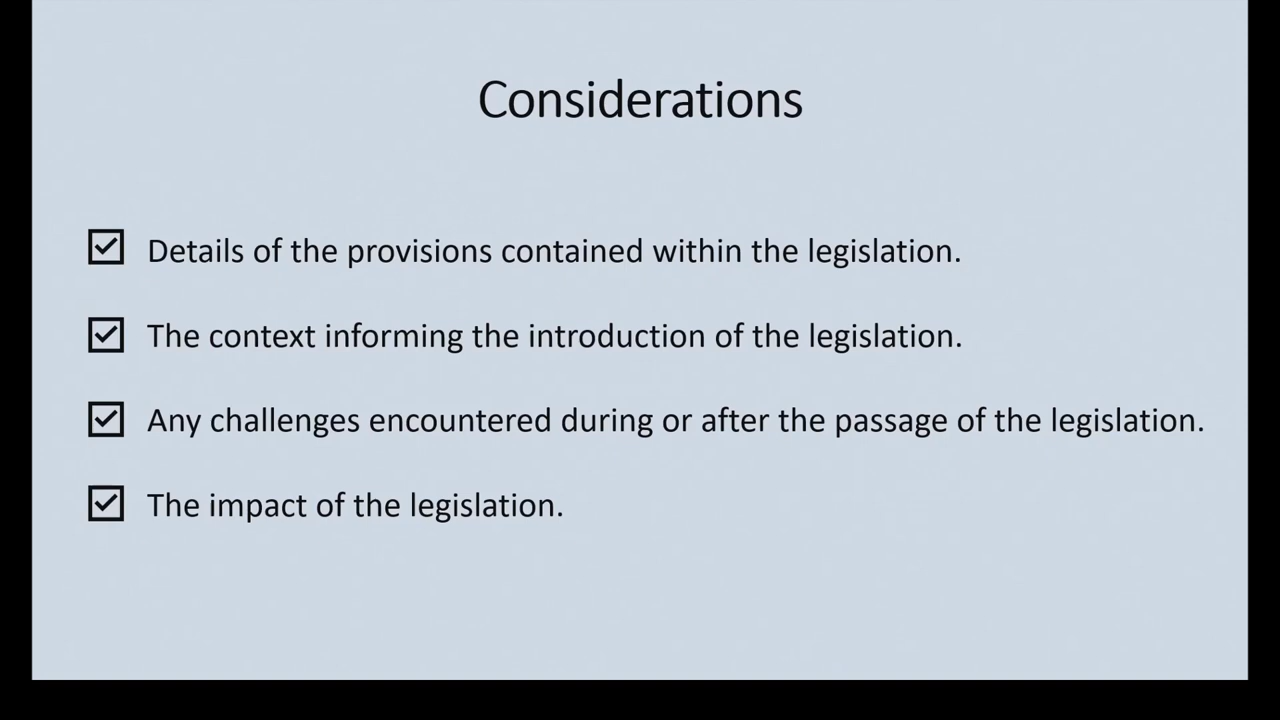 Considerations
Details of the provisions contained within the legislation.
The context informing the introduction of the legislation.
Any challenges encountered during or after the passage of the legislation.
The impact of the legislation.